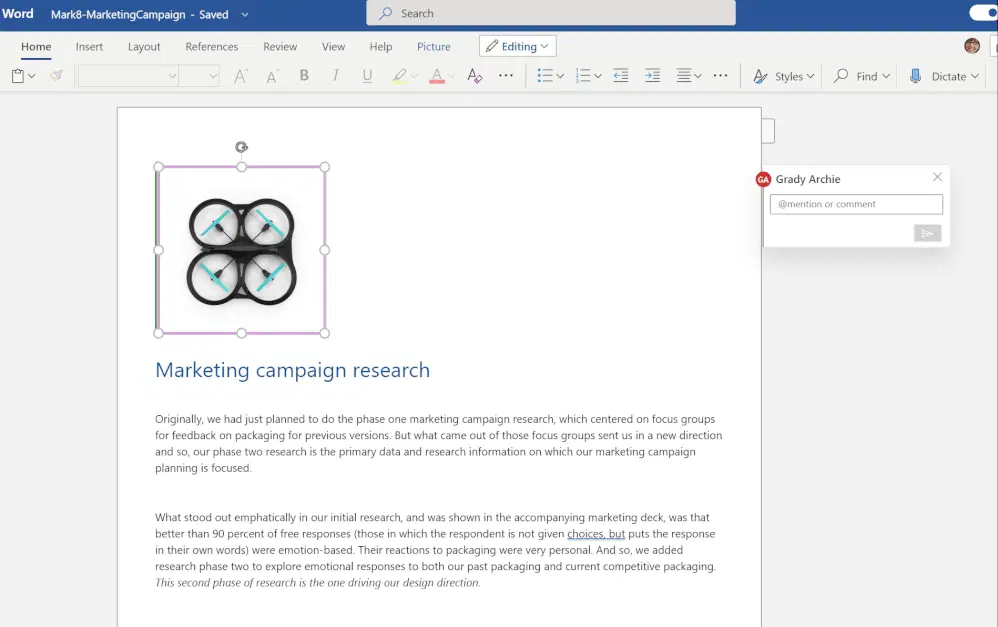 Word Mark8-MarketingCampaign - Saved Search
Home Insert Layout References Review View Help Picture Editing
B I U A A A A Styles Find Dictate
GA Grady Archie
@mention or comment
Marketing campaign research
Originally, we had just planned to do the phase one marketing campaign research, which centered on focus groups
for feedback on packaging for previous versions. But what came out of those focus groups sent us in a new direction
and so, our phase two research is the primary data and research information on which our marketing campaign
planning is focused.
What stood out emphatically in our initial research, and was shown in the accompanying marketing deck, was that
better than 90 percent of free responses (those in which the respondent is not given choices, but puts the response
in their own words) were emotion-based. Their reactions to packaging were very personal. And so, we added
research phase two to explore emotional responses to both our past packaging and current competitive packaging.
This second phase of research is the one driving our design direction.